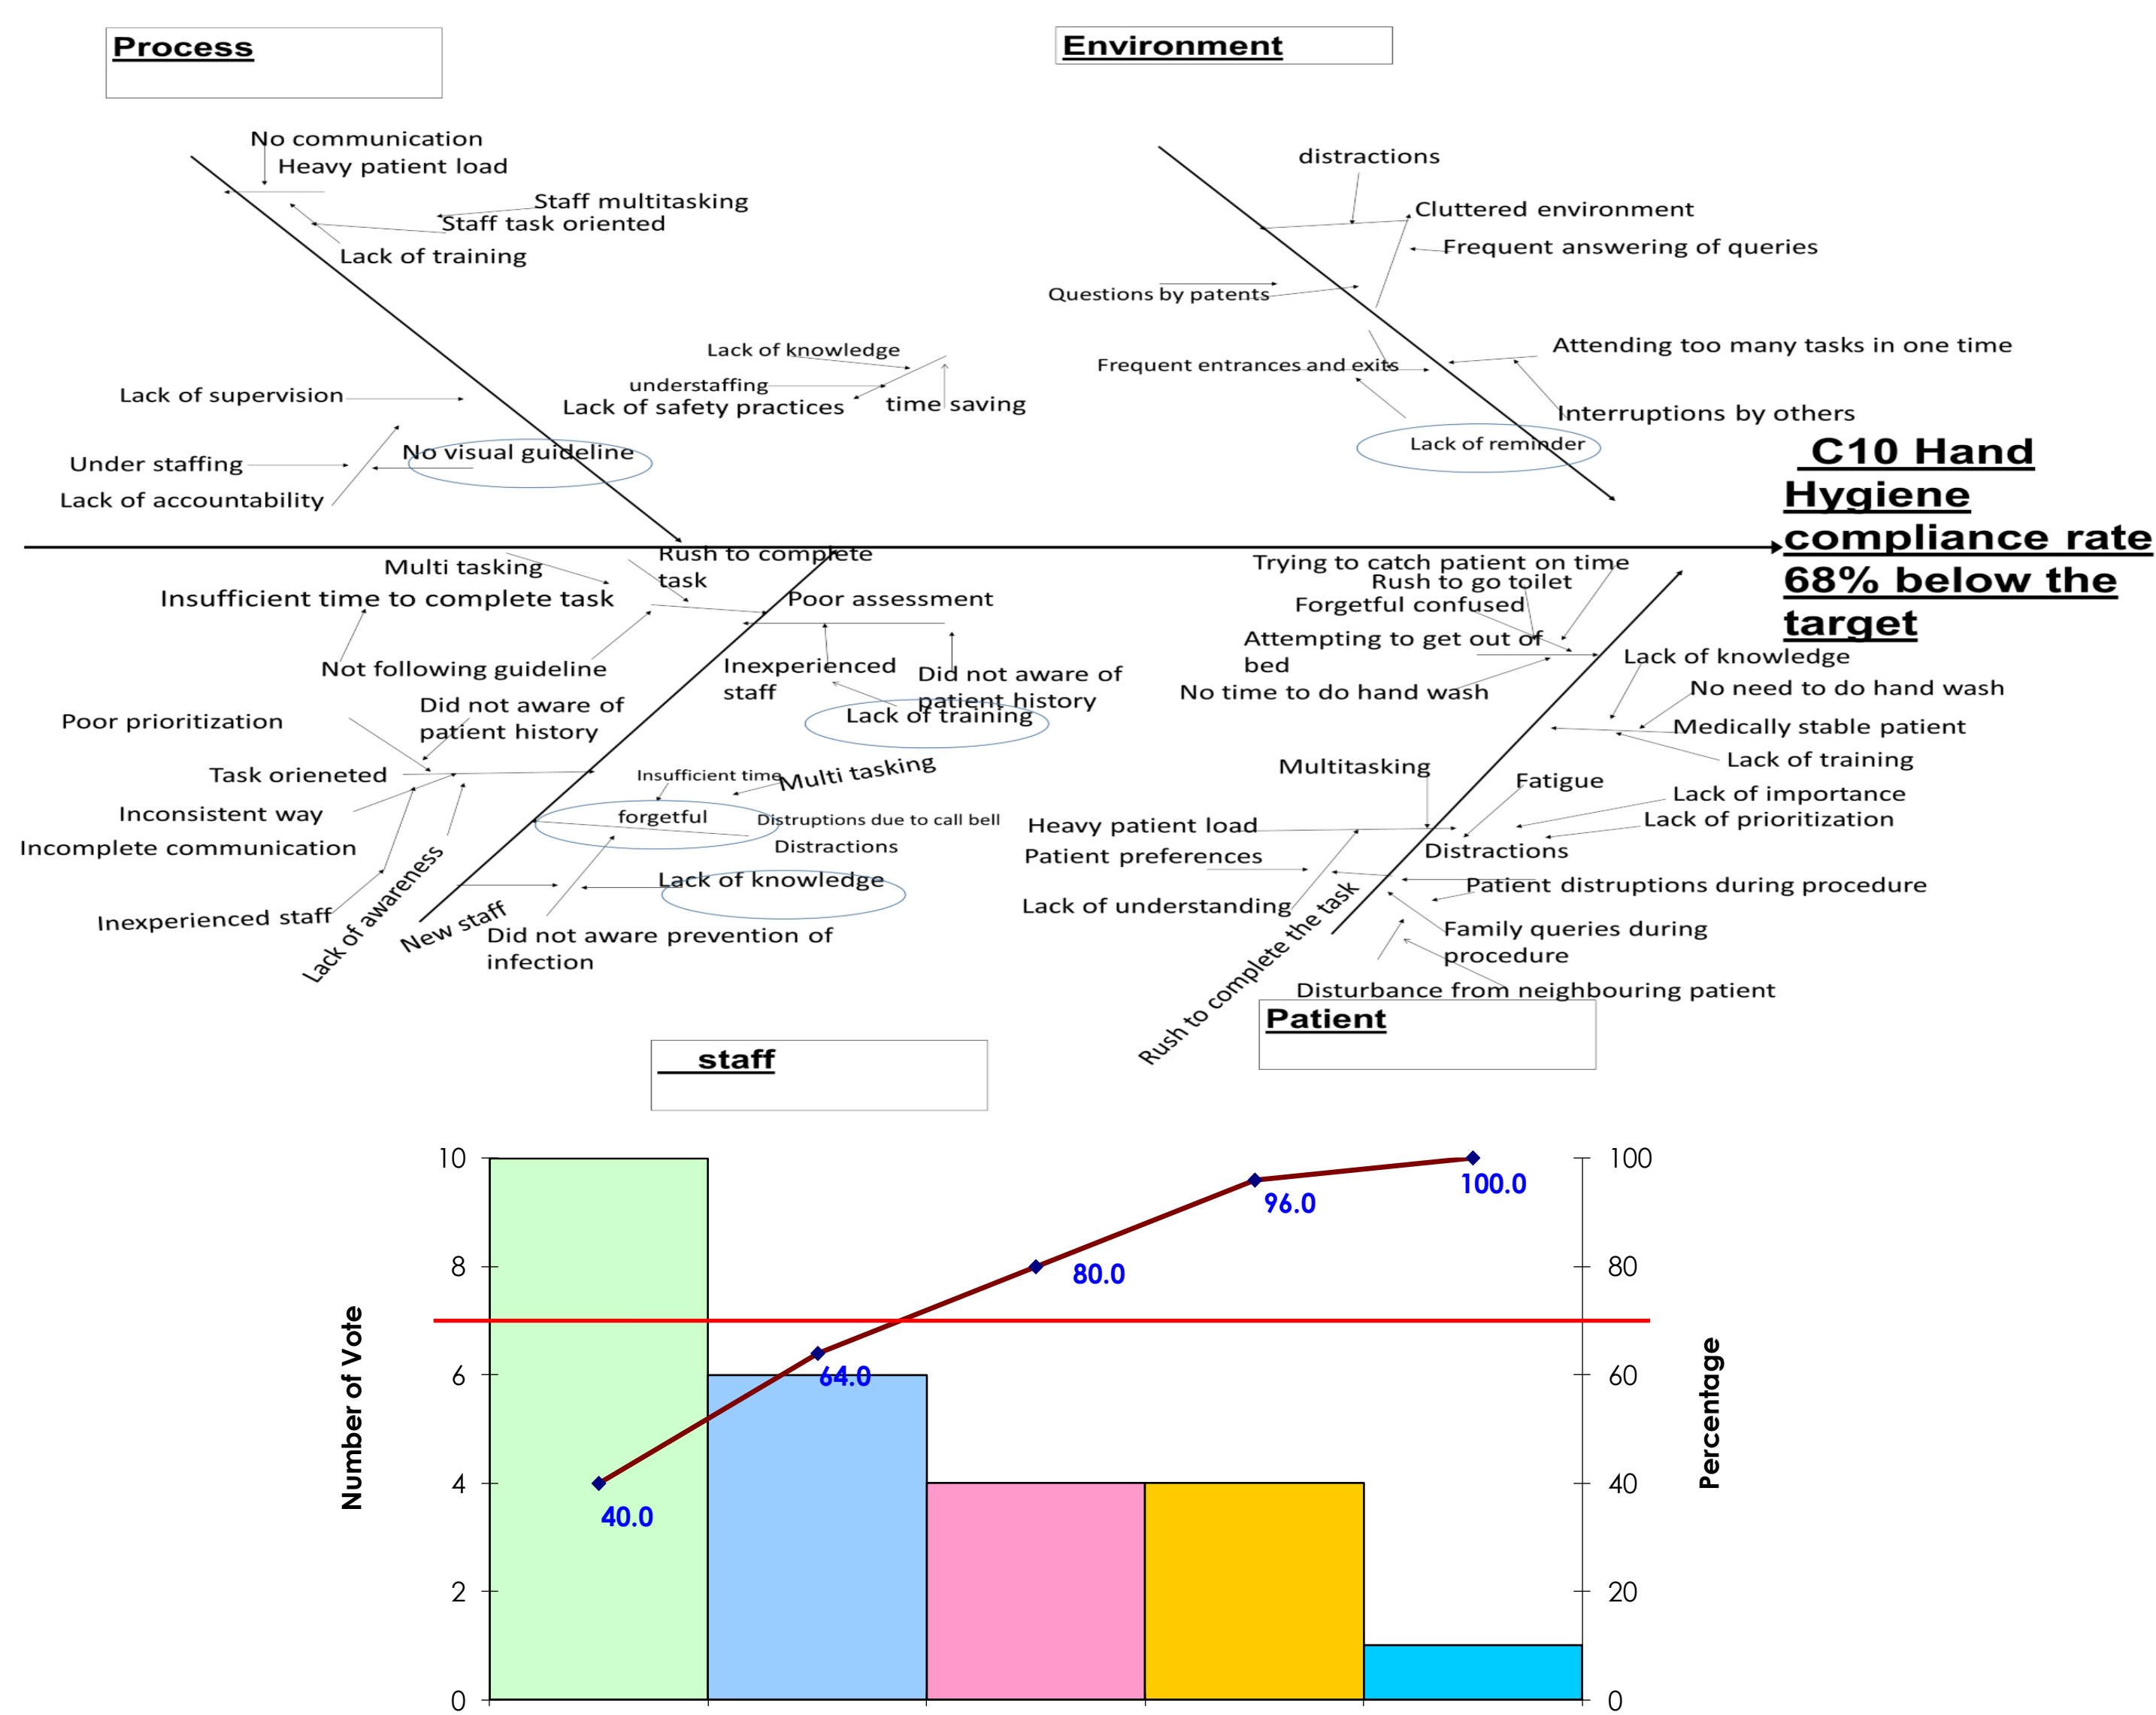 Process
Environment
No communication
Heavy patient load
Staff multitasking
Staff task oriented
Lack of training
distractions
Cluttered environment
Frequent answering of queries
Questions by patents
Lack of knowledge
understaffing
Lack of safety practices
time saving
Frequent entrances and exits
Attending too many tasks in one time
Interruptions by others
Lack of reminder
Lack of supervision
No visual guideline
Under staffing
Lack of accountability
C10 Hand
Hygiene
compliance rate
68% below the
target
Multi tasking
Rush to complete
task
Insufficient time to complete task
Poor assessment
Not following guideline
Inexperienced
staff
Did not aware of
patient history
Lack of training
Did not aware of
patient history
Poor prioritization
Task orieneted
Inconsistent way
Incomplete communication
Inexperienced staff
Lack of awareness
Insufficient time
Multi tasking
forgetful
Distruptions due to call bell
Distractions
Lack of knowledge
New staff
Did not aware prevention of
infection
Trying to catch patient on time
Rush to go toilet
Forgetful confused
Attempting to get out of
bed
No time to do hand wash
Lack of knowledge
No need to do hand wash
Medically stable patient
Lack of training
Multitasking
Fatigue
Lack of importance
Lack of prioritization
Heavy patient load
Patient preferences
Distractions
Lack of understanding
Patient distruptions during procedure
Family queries during
procedure
Disturbance from neighbouring patient
Rush to complete the task
staff
Patient
10
8
6
4
2
0
Number of Vote
40.0
64.0
80.0
96.0
100.0
100
80
60
40
20
0
Percentage